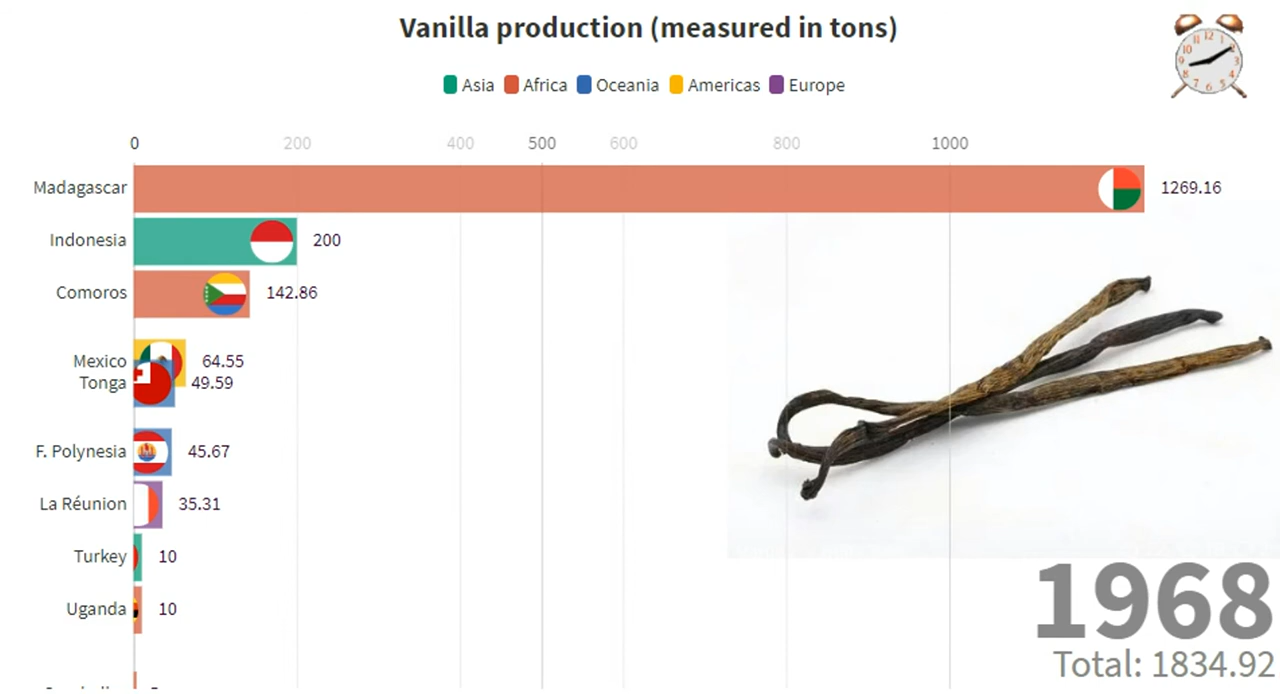 Vanilla production (measured in tons)
Asia Africa Oceania Americas Europe
0 200 400 500 600 800 1000
Madagascar 1269.16
Indonesia 200
Comoros 142.86
Mexico 64.55
Tonga 49.59
F. Polynesia 45.67
La Réunion 35.31
Turkey 10
Uganda 10
1968
Total: 1834.92